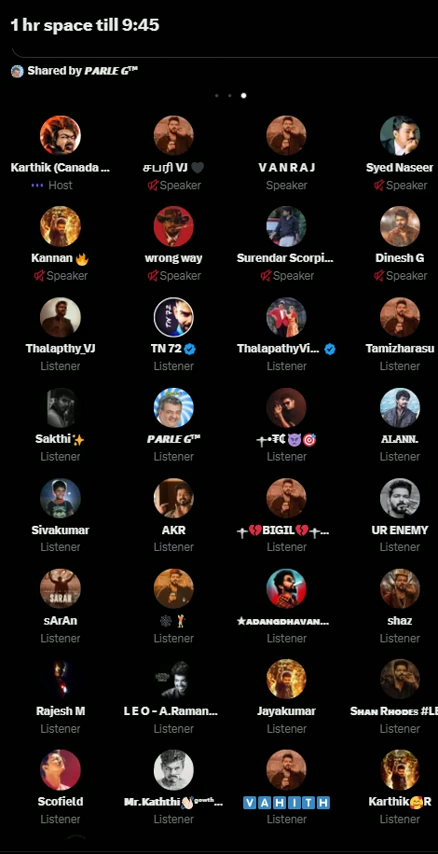 1 hr space till 9:45
Shared by PARLE G™
Karthik (Canada ... சபரி VJ 🖤 V A N R A J Syed Naseer
Host Speaker Speaker Speaker
Kannan 🔥 wrong way Surendar Scorpi... Dinesh G
Speaker Speaker Speaker Speaker
Thalapthy_VJ TN 72 ThalapathyVi... Tamizharasu
Listener Listener Listener Listener
Sakthi ✨ PARLE G™ 😈🎯 ALANN.
Listener Listener Listener Listener
Sivakumar AKR 💔BIGIL💔 ... UR ENEMY
Listener Listener Listener Listener
sArAn ★ADANGDHAVAN... shaz
SARAN
Listener Listener Listener Listener
Rajesh M L E O - A.Raman... Jayakumar Shan Rhodes #LE
Listener Listener Listener Listener
Scofield Mr.Kaththi ... VAHITH Karthik🥰R
Listener Listener Listener Listener